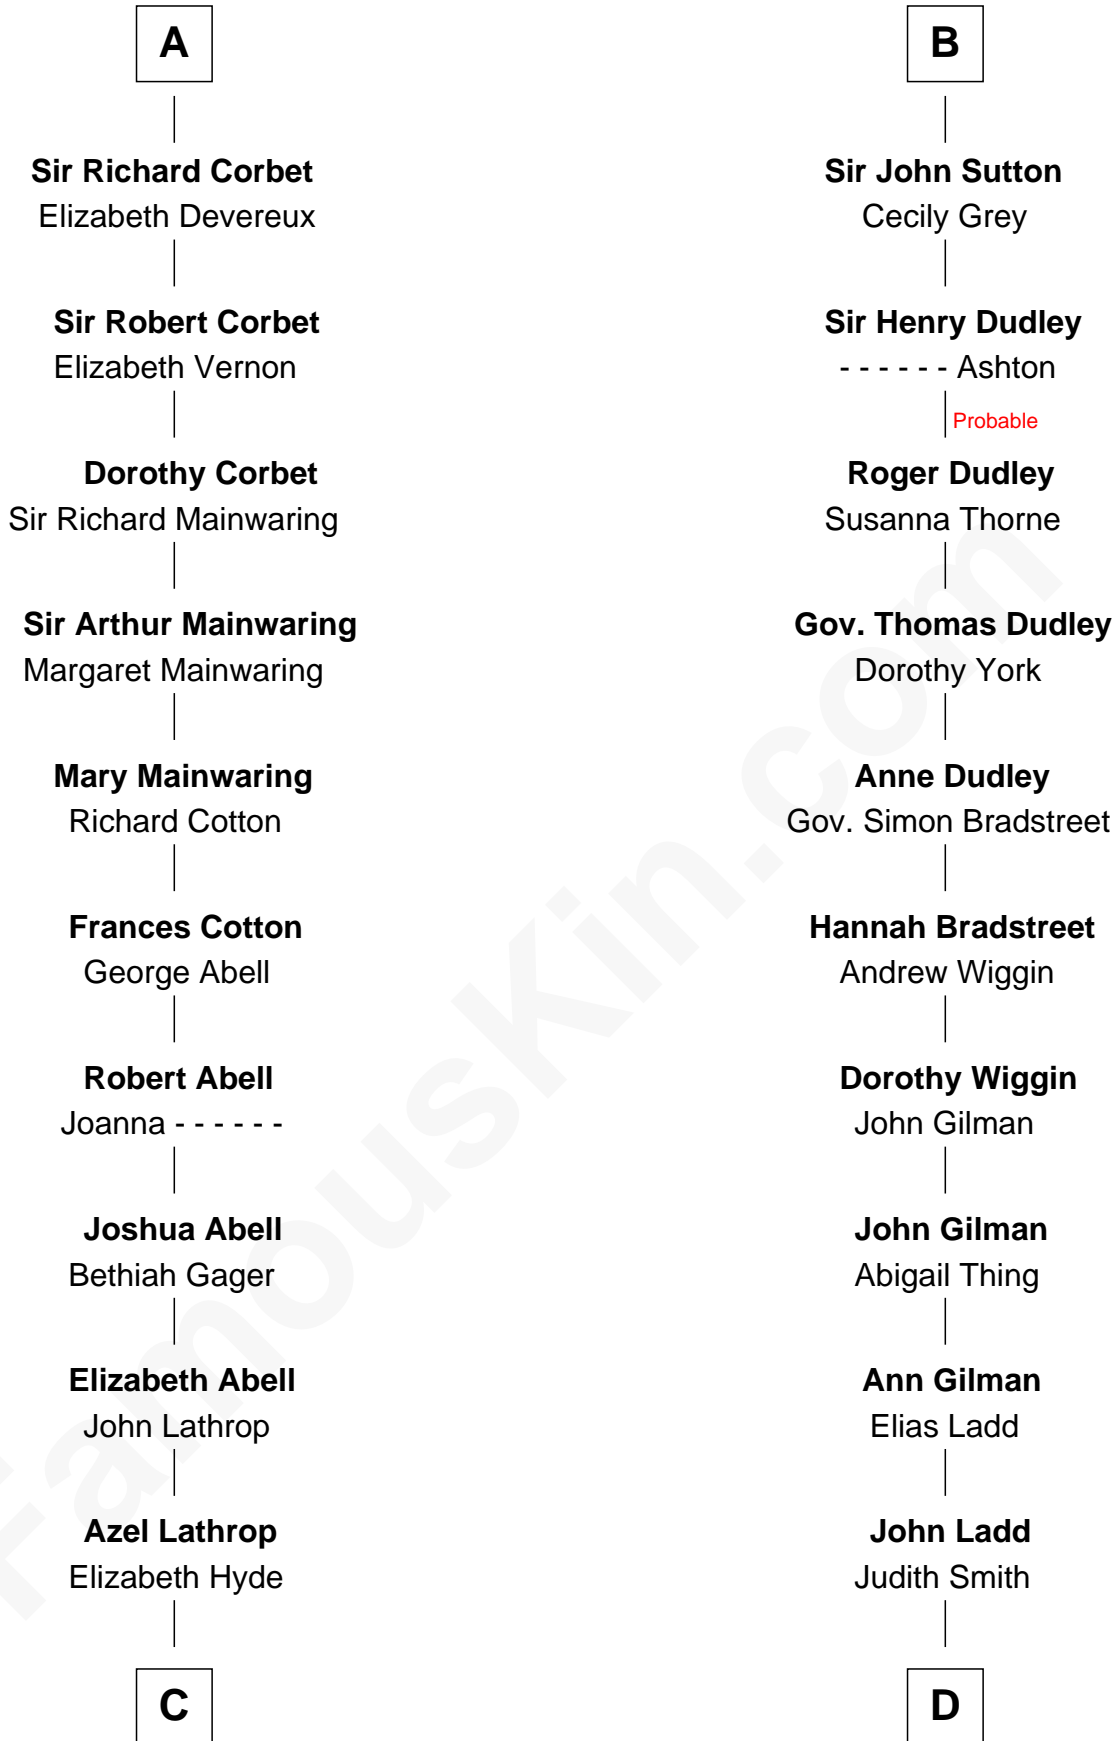 A
Sir Richard Corbet
Elizabeth Devereux
Sir Robert Corbet
Elizabeth Vernon
Dorothy Corbet
Sir Richard Mainwaring
Sir Arthur Mainwaring
Margaret Mainwaring
Mary Mainwaring
Richard Cotton
Frances Cotton
George Abell
Robert Abell
Joanna - - - - - -
Joshua Abell
Bethiah Gager
Elizabeth Abell
John Lathrop
Azel Lathrop
Elizabeth Hyde
C
B
Sir John Sutton
Cecily Grey
Sir Henry Dudley
- - - - - - Ashton
Probable
Roger Dudley
Susanna Thorne
Gov. Thomas Dudley
Dorothy York
Anne Dudley
Gov. Simon Bradstreet
Hannah Bradstreet
Andrew Wiggin
Dorothy Wiggin
John Gilman
John Gilman
Abigail Thing
Ann Gilman
Elias Ladd
John Ladd
Judith Smith
D
FamousKin.com